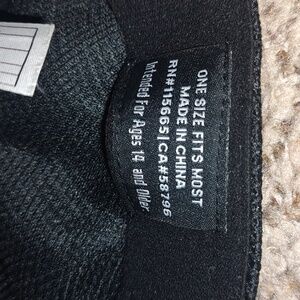 ONE SIZE FITS MOST
MADE IN CHINA
RN#115665|CA#58796
Intended For Ages 14 and Older